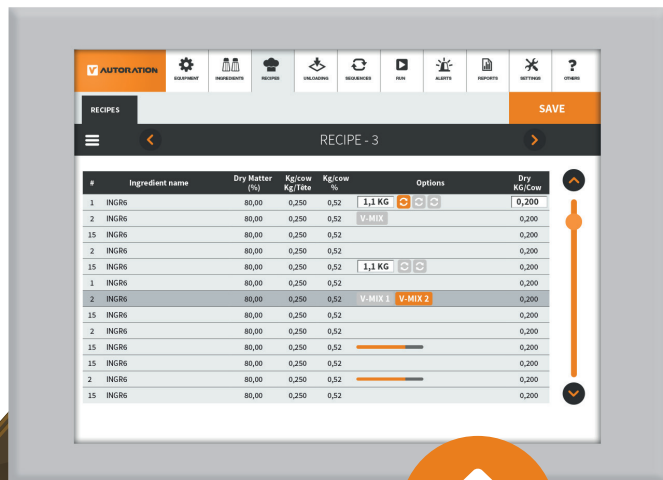 V AUTORATION
EQUIPMENT INGREDIENTS RECIPES UNLOADING SEQUENCES RUN ALERTS REPORTS SETTINGS ? OTHERS
RECIPES SAVE
RECIPE - 3
# Ingredient name Dry Matter (%) Kg/cow Kg/Tête Kg/cow % Options Dry KG/Cow
1 INGR6 80,00 0,250 0,52 1,1 KG 0,200
2 INGR6 80,00 0,250 0,52 V-MIX 0,200
15 INGR6 80,00 0,250 0,52 0,200
2 INGR6 80,00 0,250 0,52 0,200
15 INGR6 80,00 0,250 0,52 1,1 KG 0,200
1 INGR6 80,00 0,250 0,52 0,200
2 INGR6 80,00 0,250 0,52 V-MIX 1 V-MIX 2 0,200
15 INGR6 80,00 0,250 0,52 0,200
2 INGR6 80,00 0,250 0,52 0,200
15 INGR6 80,00 0,250 0,52 0,200
15 INGR6 80,00 0,250 0,52 0,200
2 INGR6 80,00 0,250 0,52 0,200
15 INGR6 80,00 0,250 0,52 0,200